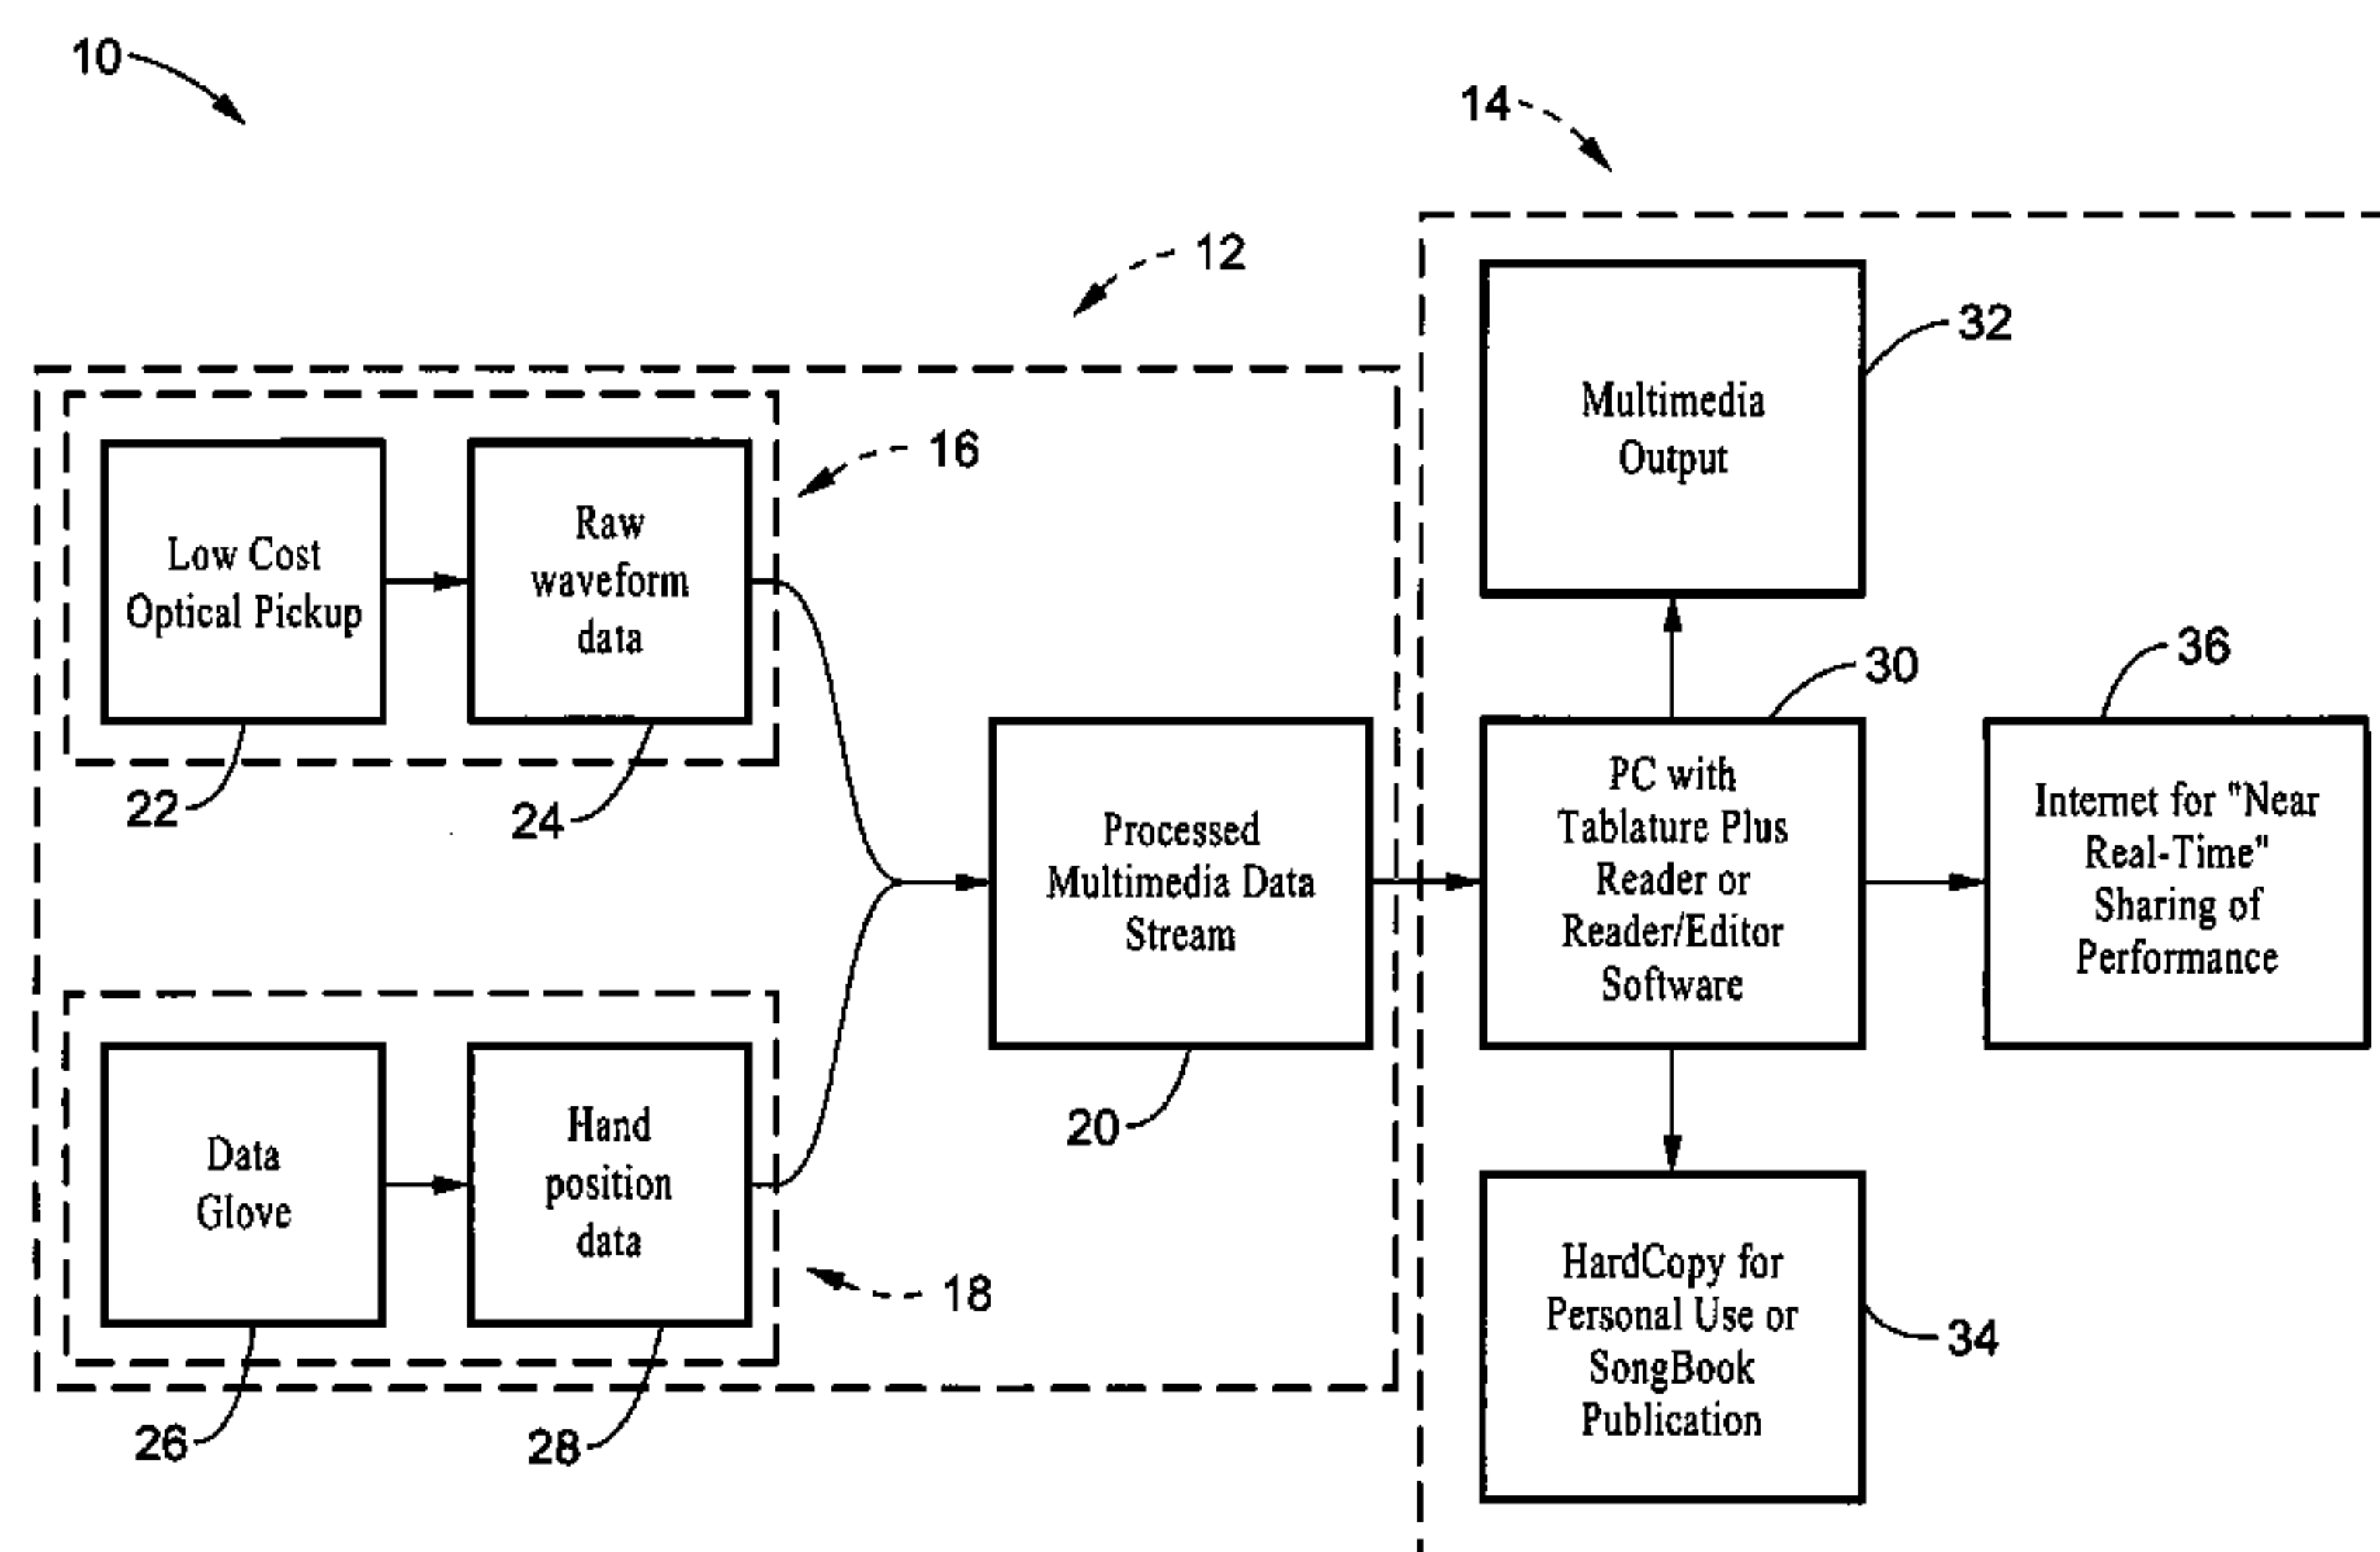 10
14
12
32
Multimedia
Output
16
Low Cost
Optical Pickup
Raw
waveform
data
22
24
30
36
PC with
Tablature Plus
Reader or
Reader/Editor
Software
Internet for "Near
Real-Time"
Sharing of
Performance
Processed
Multimedia Data
Stream
20
Data
Glove
Hand
position
data
18
26
28
HardCopy for
Personal Use or
SongBook
Publication
34